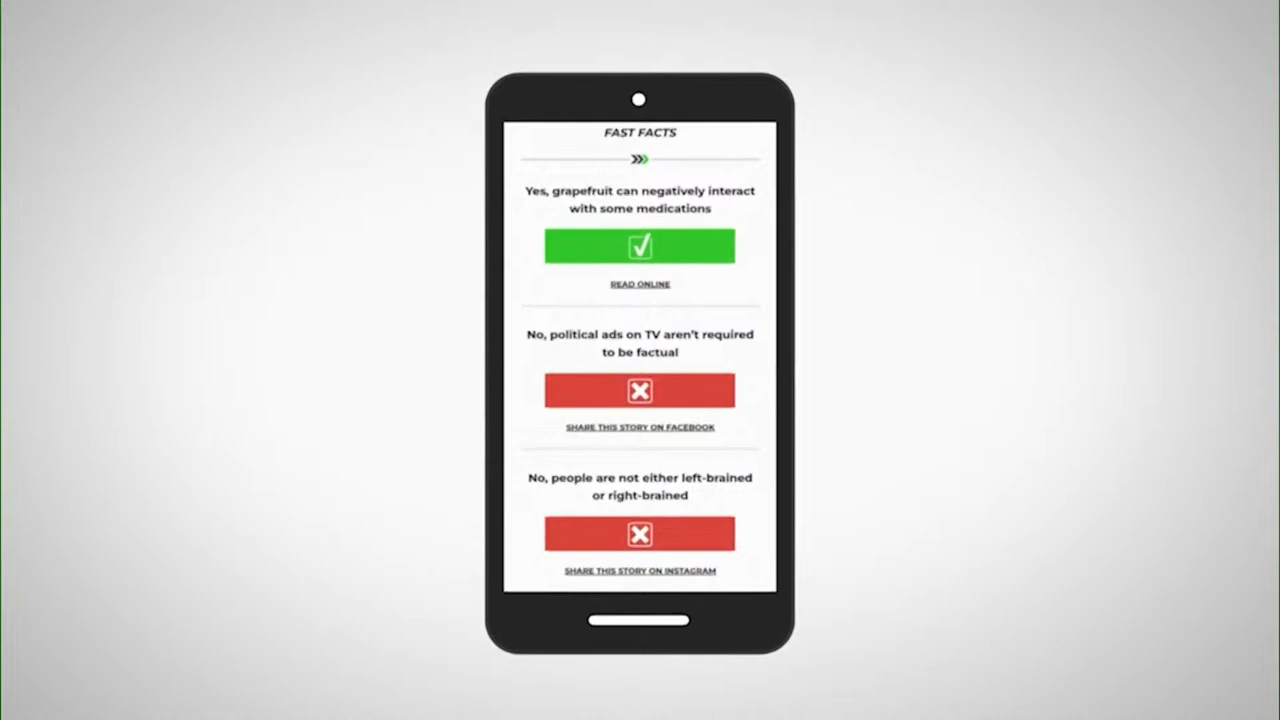 FAST FACTS
Yes, grapefruit can negatively interact
with some medications
READ ONLINE
No, political ads on TV aren't required
to be factual
SHARE THIS STORY ON FACEBOOK
No, people are not either left-brained
or right-brained
SHARE THIS STORY ON INSTAGRAM